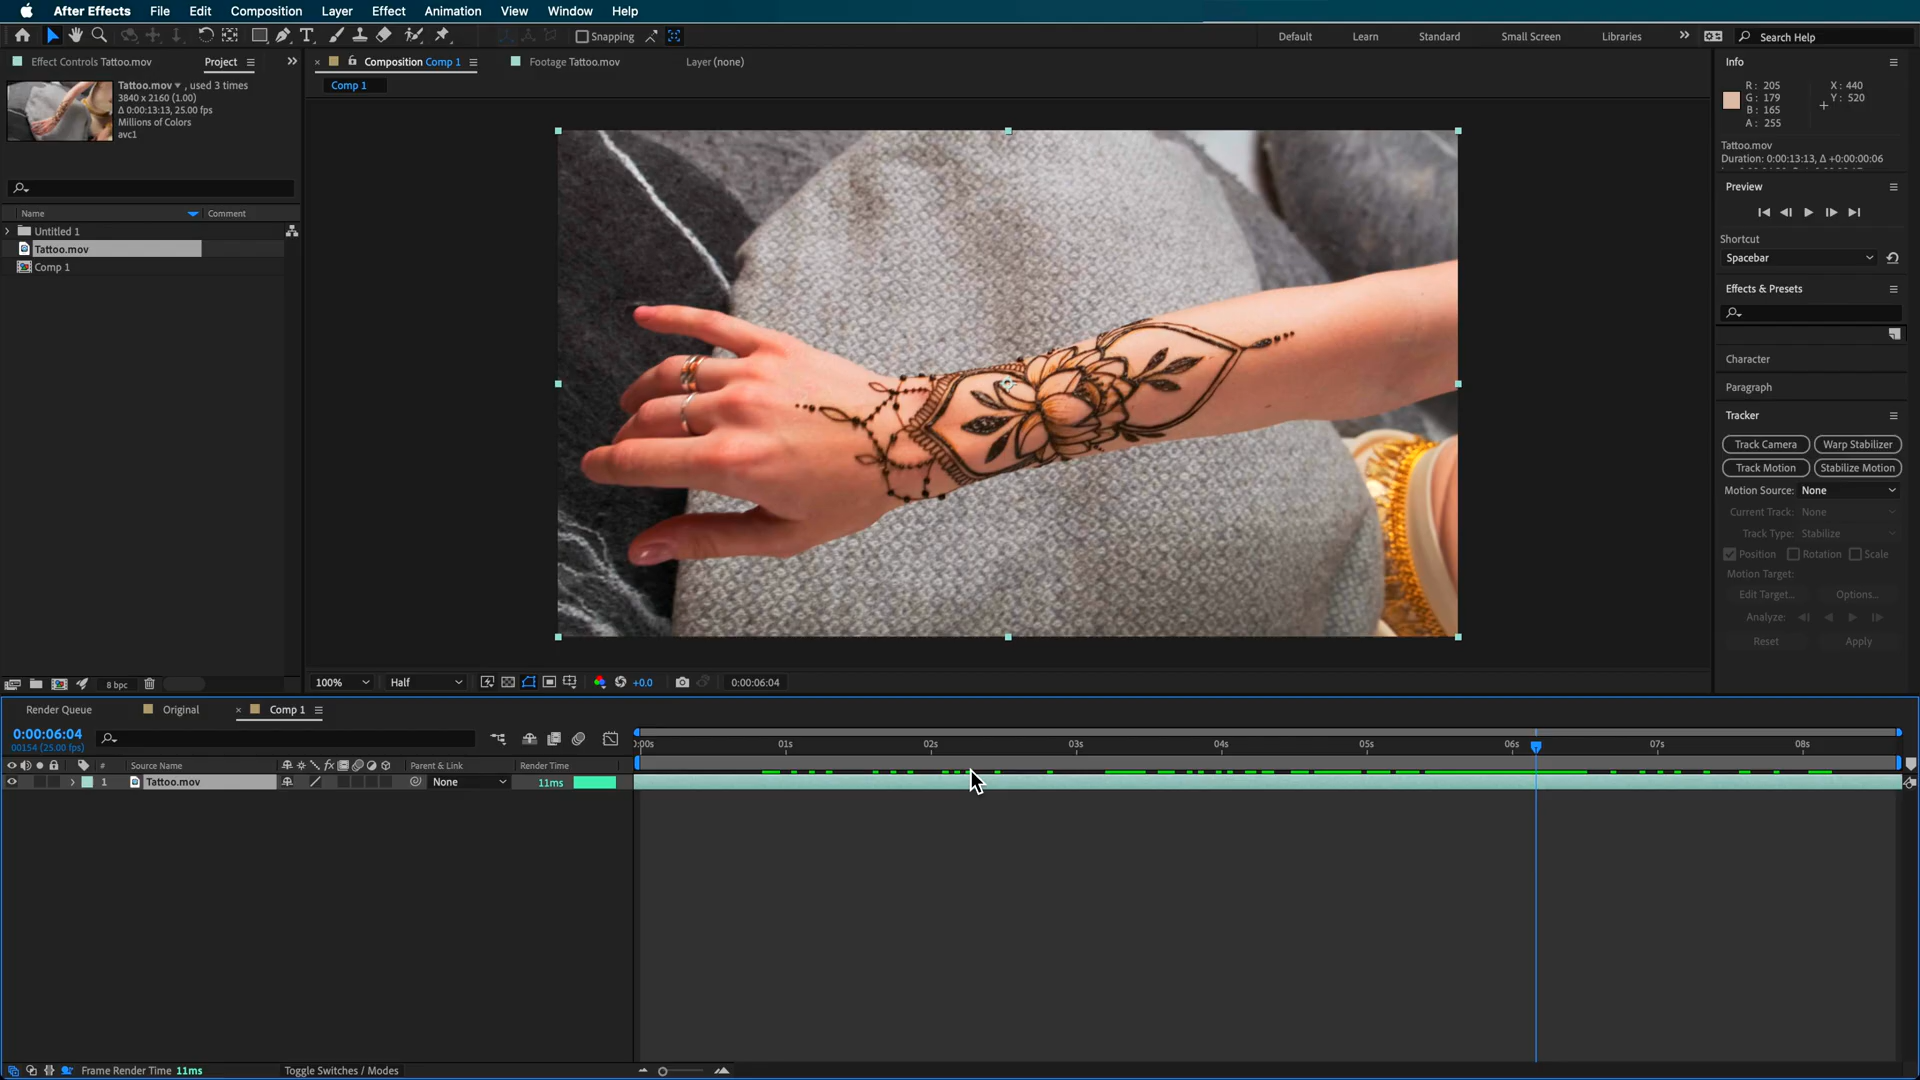 After Effects File Edit Composition Layer Effect Animation View Window Help
Snapping Default Learn Standard Small Screen Libraries Search Help
Effect Controls Tattoo.mov Project Composition Comp 1 Footage Tattoo.mov Layer (none) Info
Comp 1
Tattoo.mov , used 3 times
3840 x 2160 (1.00)
Δ 0:00:13:13, 25.00 fps
Millions of Colors
avc1
R: 205 X: 440
G: 179 Y: 520
B: 165
A: 255
Tattoo.mov
Duration: 0:00:13:13, Δ +0:00:00:06
Preview
Name Comment
Untitled 1
Tattoo.mov
Comp 1
Shortcut
Spacebar
Effects & Presets
Character
Paragraph
Tracker
Track Camera Warp Stabilizer
Track Motion Stabilize Motion
Motion Source: None
Current Track: None
Track Type: Stabilize
Position Rotation Scale
Motion Target:
Edit Target... Options...
Analyze:
Reset Apply
8 bpc 100% Half +0.0 0:00:06:04
Render Queue Original Comp 1
0:00:06:04
00154 (25.00 fps)
0:00s 01s 02s 03s 04s 05s 06s 07s 08s
# Source Name Parent & Link Render Time
1 Tattoo.mov None 11ms
Frame Render Time 11ms Toggle Switches / Modes